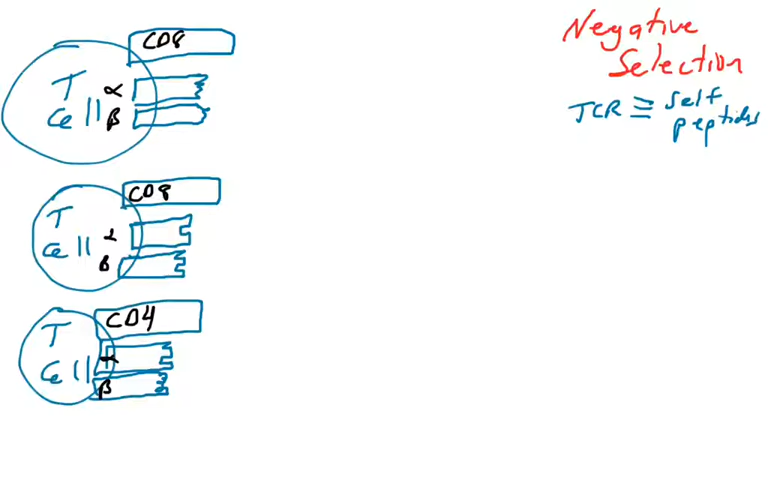 CD8
T
Cell
α
β
CD8
T
Cell
α
β
CD4
T
Cell
α
β
Negative
Selection
TCR ≅ self
peptides